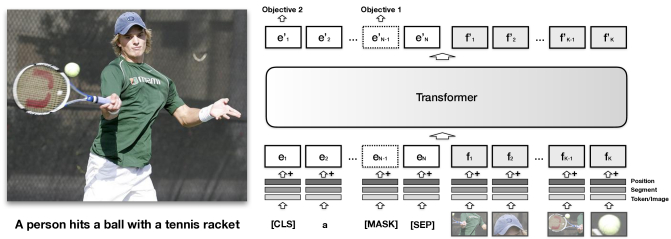 Objective 2
Objective 1
e'1 e'2 ... e'N-1 e'N f'1 f'2 ... f'K-1 f'K
Transformer
e1 e2 ... eN-1 eN f1 f2 ... fK-1 fK
+ + + + + + + +
Position
Segment
Token/Image
[CLS] a [MASK] [SEP]
MIAMI
A person hits a ball with a tennis racket